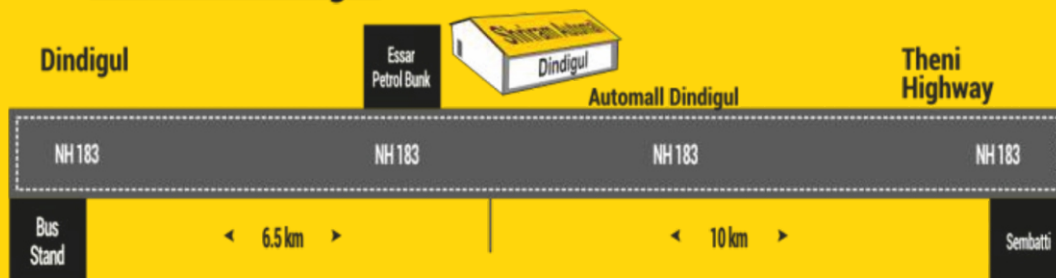 Dindigul
Essar
Petrol Bunk
Shriram Automall
Dindigul
Automall Dindigul
Theni
Highway
NH 183
NH 183
NH 183
NH 183
Bus
Stand
6.5 km
10 km
Sembatti